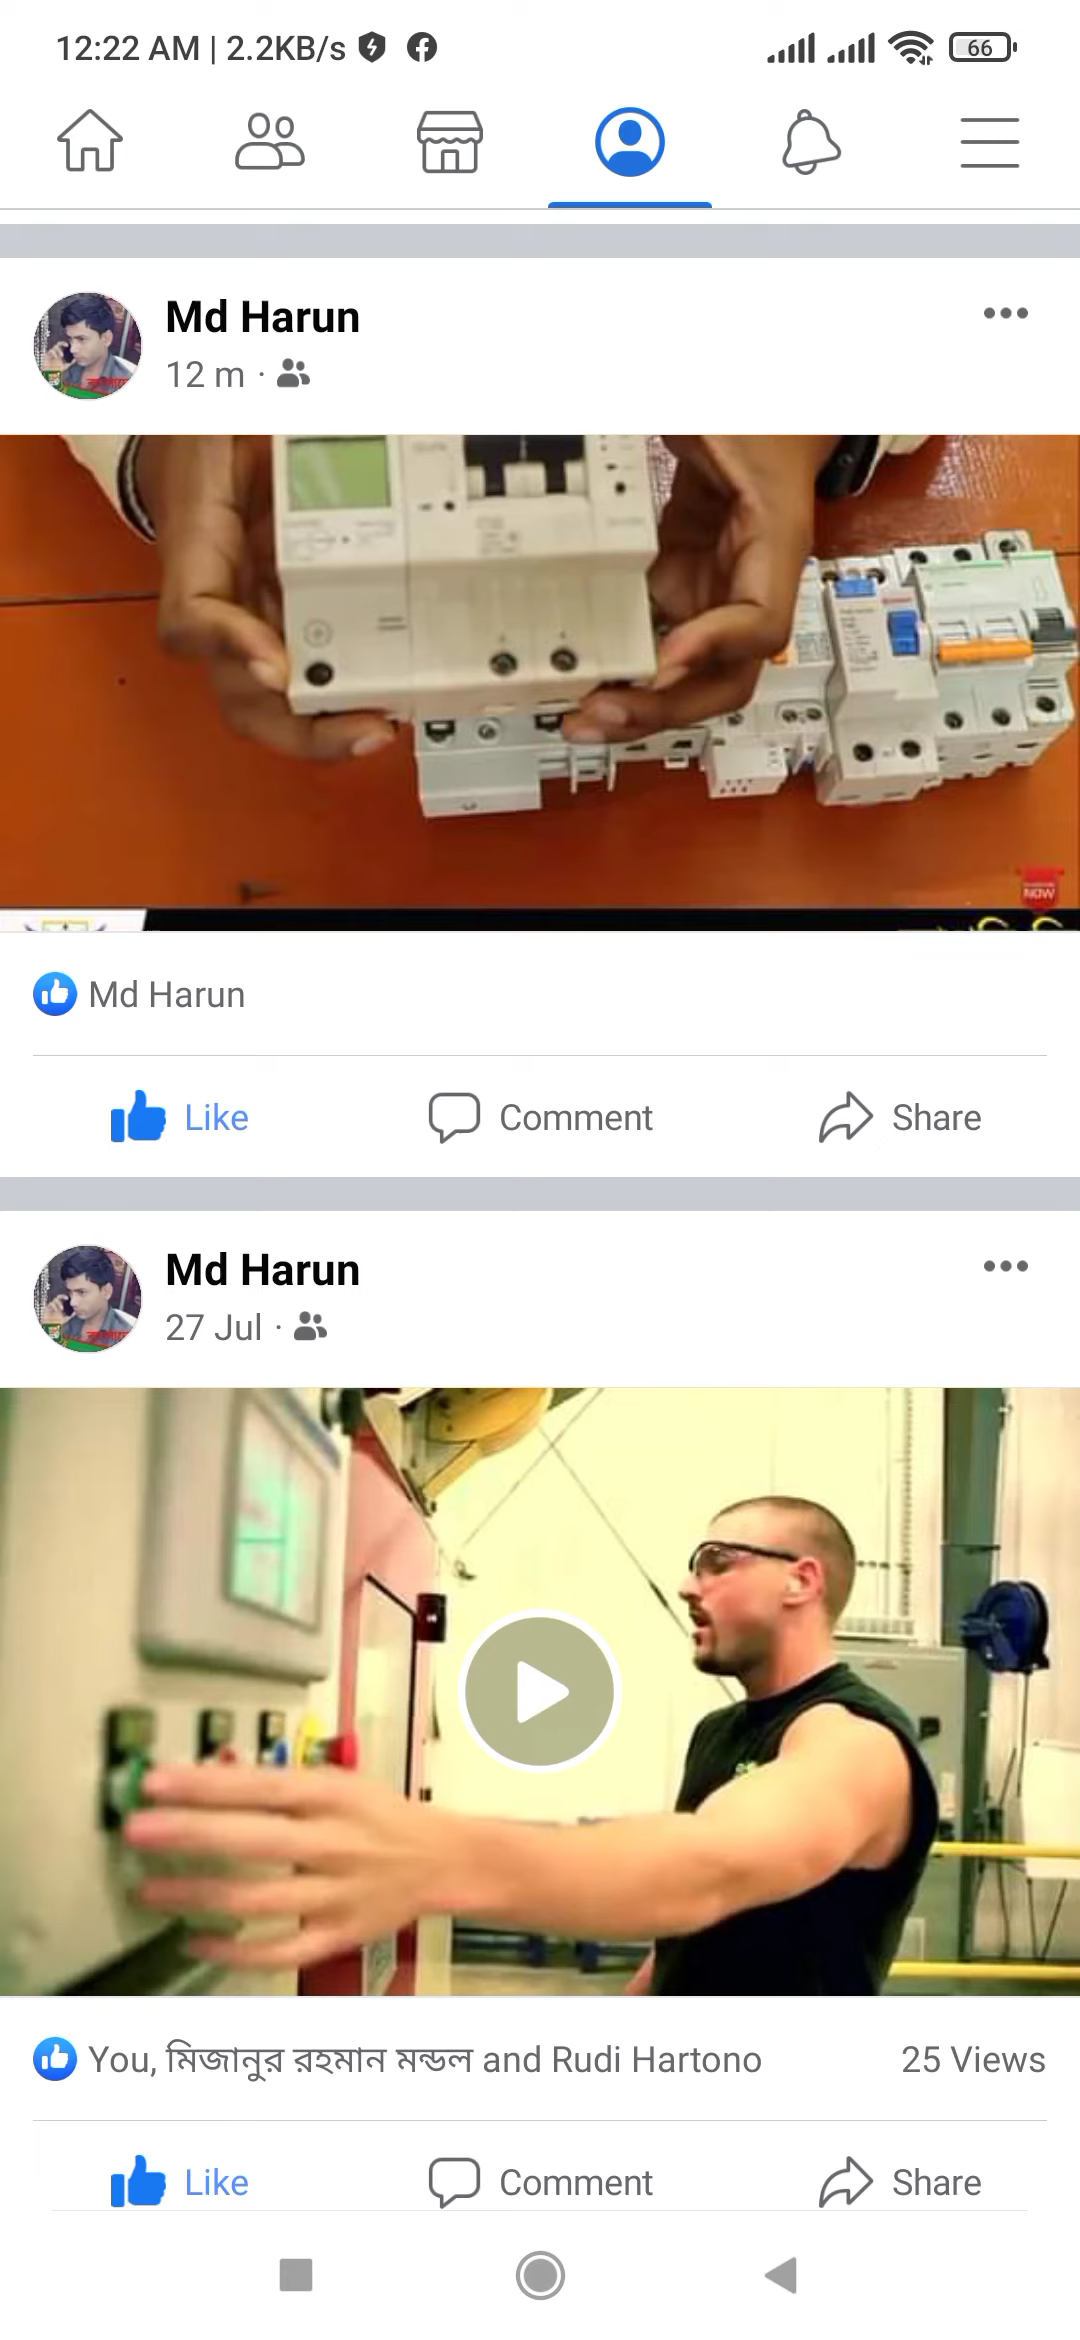 12:22 AM | 2.2KB/s
66
Md Harun
12 m ·
NOW
Md Harun
Like
Comment
Share
Md Harun
27 Jul ·
You, মিজানুর রহমান মন্ডল and Rudi Hartono
25 Views
Like
Comment
Share